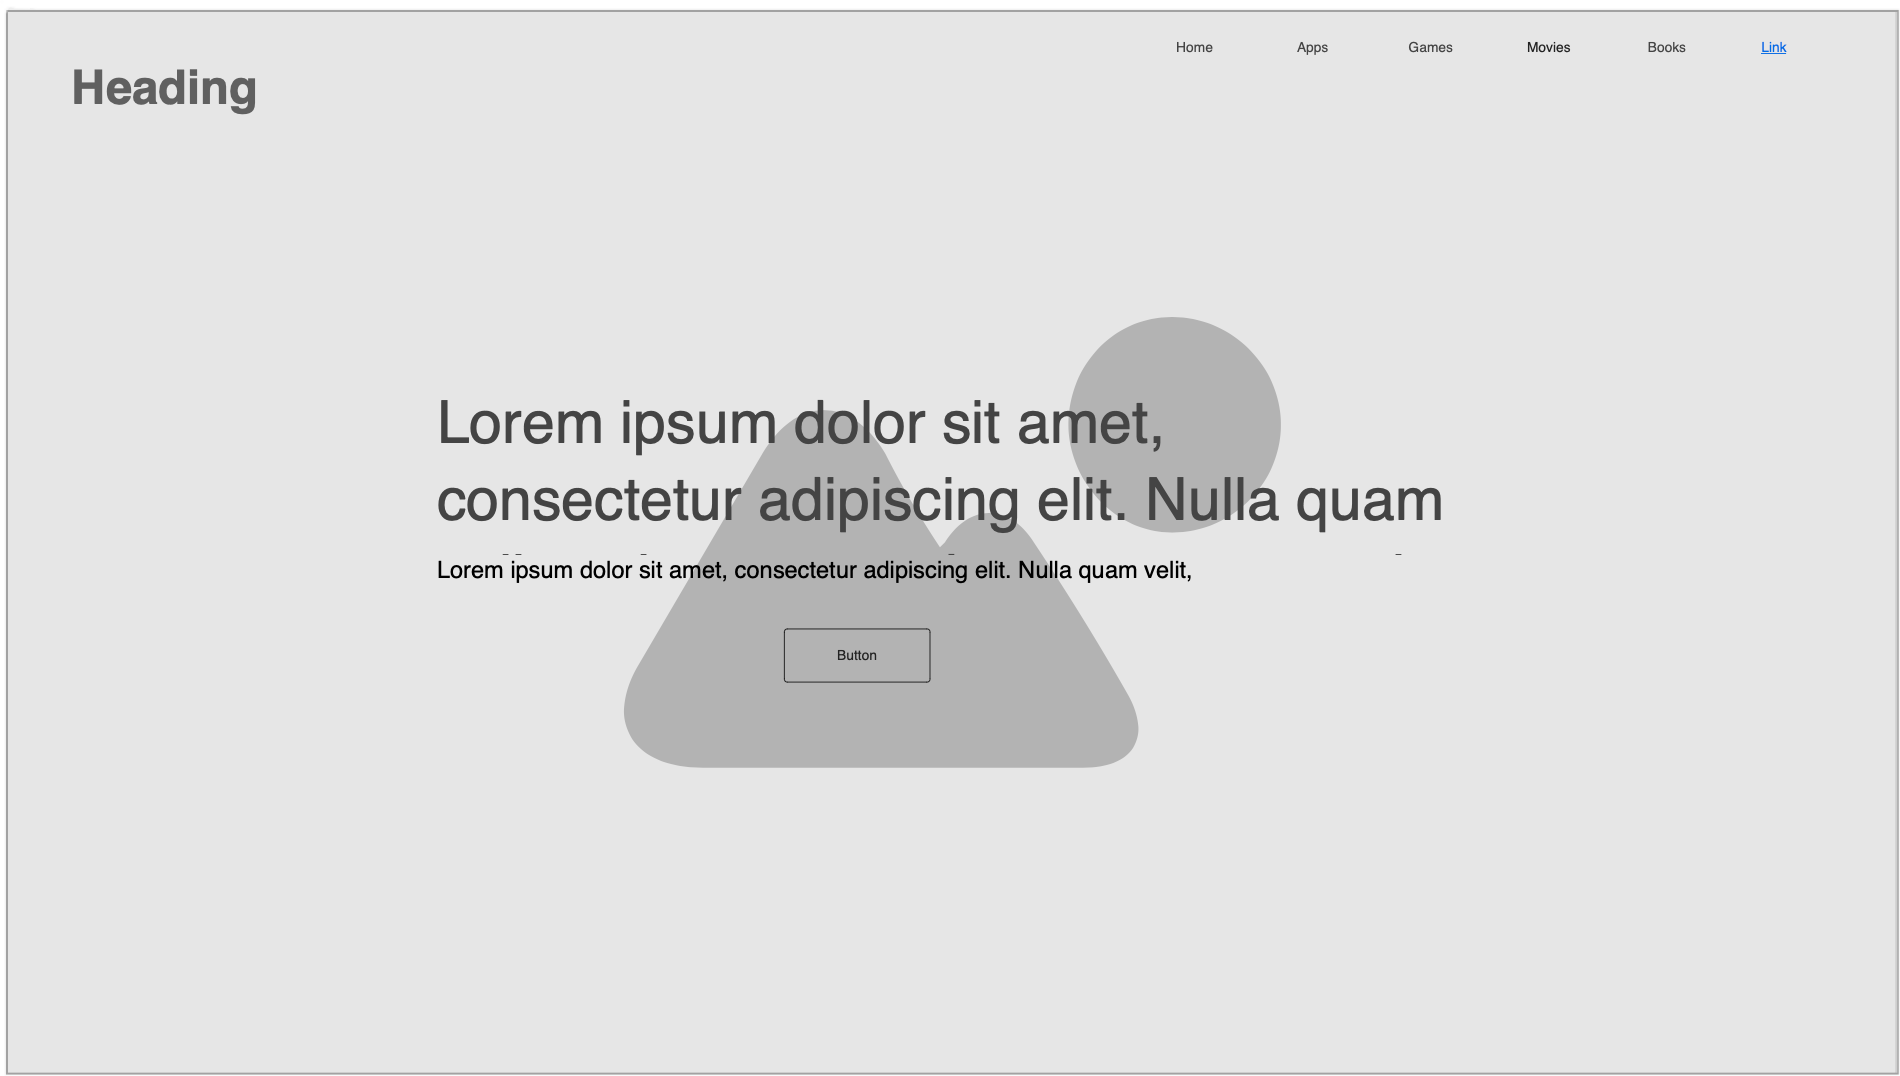 Home Apps Games Movies Books Link
Heading
Lorem ipsum dolor sit amet,
consectetur adipiscing elit. Nulla quam
Lorem ipsum dolor sit amet, consectetur adipiscing elit. Nulla quam velit,
Button